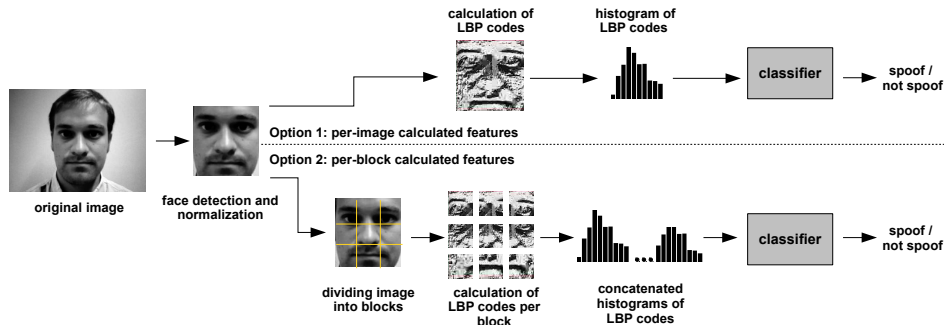 calculation of
LBP codes
histogram of
LBP codes
classifier
spoof /
not spoof
Option 1: per-image calculated features
Option 2: per-block calculated features
original image
face detection and
normalization
classifier
spoof /
not spoof
dividing image
into blocks
calculation of
LBP codes per
block
concatenated
histograms of
LBP codes